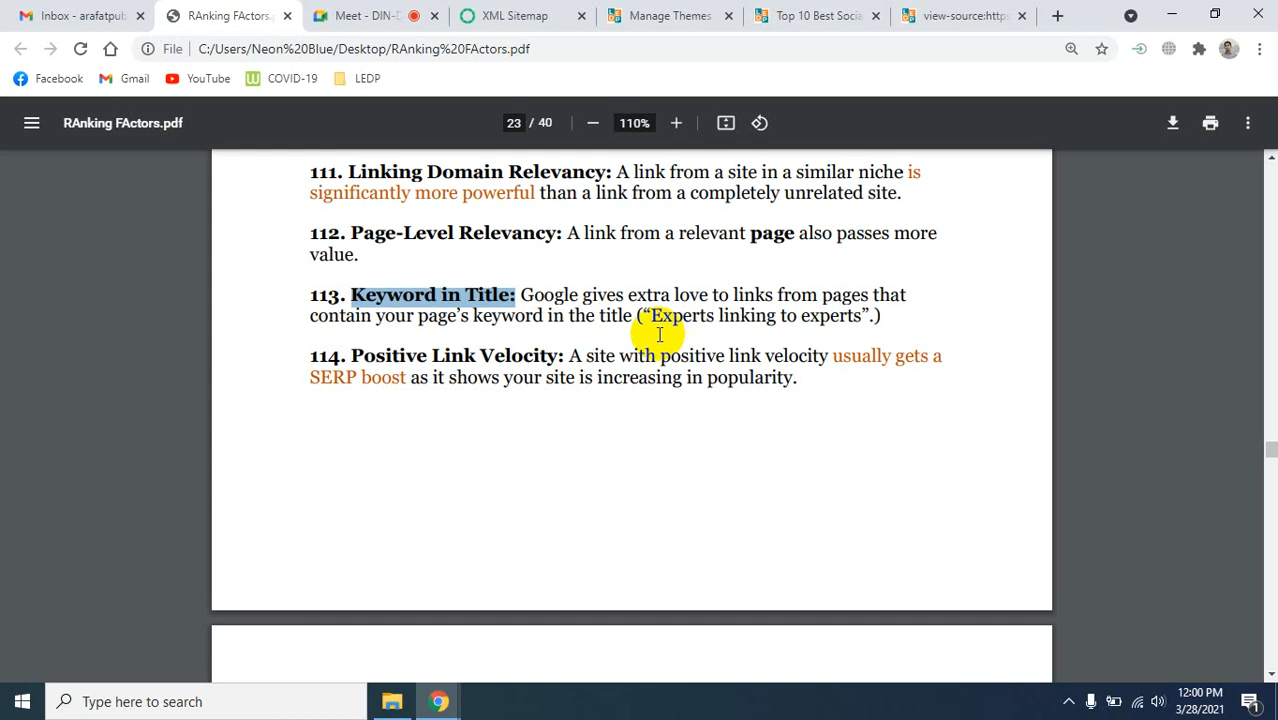 Inbox - arafatpub
RAnking FActors.
Meet - DIN-D
XML Sitemap
Manage Themes
Top 10 Best Socia
view-source:https
File
C:/Users/Neon%20Blue/Desktop/RAnking%20FActors.pdf
Facebook
Gmail
YouTube
COVID-19
LEDP
RAnking FActors.pdf
23 / 40
110%
111. Linking Domain Relevancy: A link from a site in a similar niche is
significantly more powerful than a link from a completely unrelated site.
112. Page-Level Relevancy: A link from a relevant page also passes more
value.
113. Keyword in Title: Google gives extra love to links from pages that
contain your page’s keyword in the title (“Experts linking to experts”.)
114. Positive Link Velocity: A site with positive link velocity usually gets a
SERP boost as it shows your site is increasing in popularity.
Type here to search
12:00 PM
3/28/2021